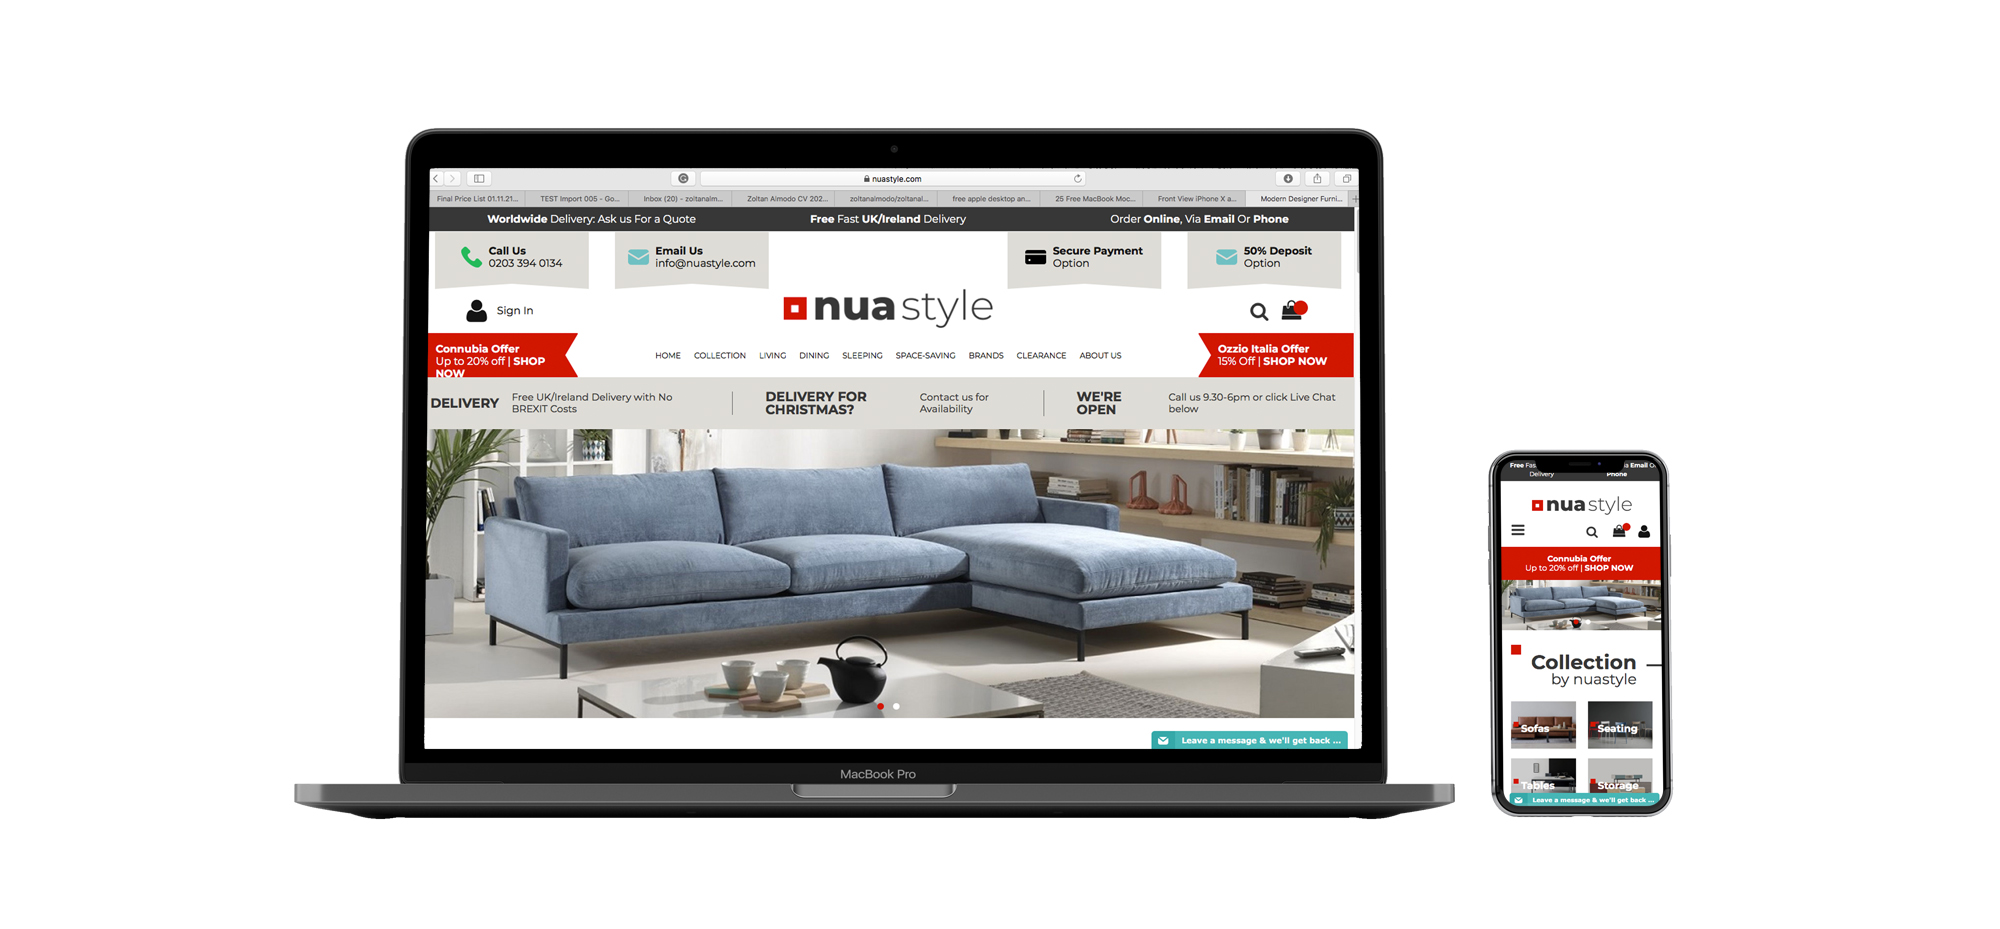 nuastyle.com
Final Price List 01.11.21...
TEST Import 005 - Go...
Inbox (20) - zoltanalm...
Zoltan Almodo CV 202...
zoltanalmodo/zoltanal...
free apple desktop an...
25 Free MacBook Moc...
Front View iPhone X a...
Modern Designer Furni...
Worldwide Delivery: Ask us For a Quote
Free Fast UK/Ireland Delivery
Order Online, Via Email Or Phone
Call Us
0203 394 0134
Email Us
info@nuastyle.com
Secure Payment
Option
50% Deposit
Option
Sign In
nua style
Connubia Offer
Up to 20% off | SHOP
NOW
HOME COLLECTION LIVING DINING SLEEPING SPACE-SAVING BRANDS CLEARANCE ABOUT US
Ozzio Italia Offer
15% Off | SHOP NOW
DELIVERY
Free UK/Ireland Delivery with No
BREXIT Costs
DELIVERY FOR
CHRISTMAS?
Contact us for
Availability
WE'RE
OPEN
Call us 9.30-6pm or click Live Chat
below
Leave a message & we'll get back ...
MacBook Pro
Free Fas
Delivery
ia Email O
Phone
nua style
Connubia Offer
Up to 20% off | SHOP NOW
Collection
by nuastyle
Sofas
Seating
Tables
Storage
Leave a message & we'll get back ...